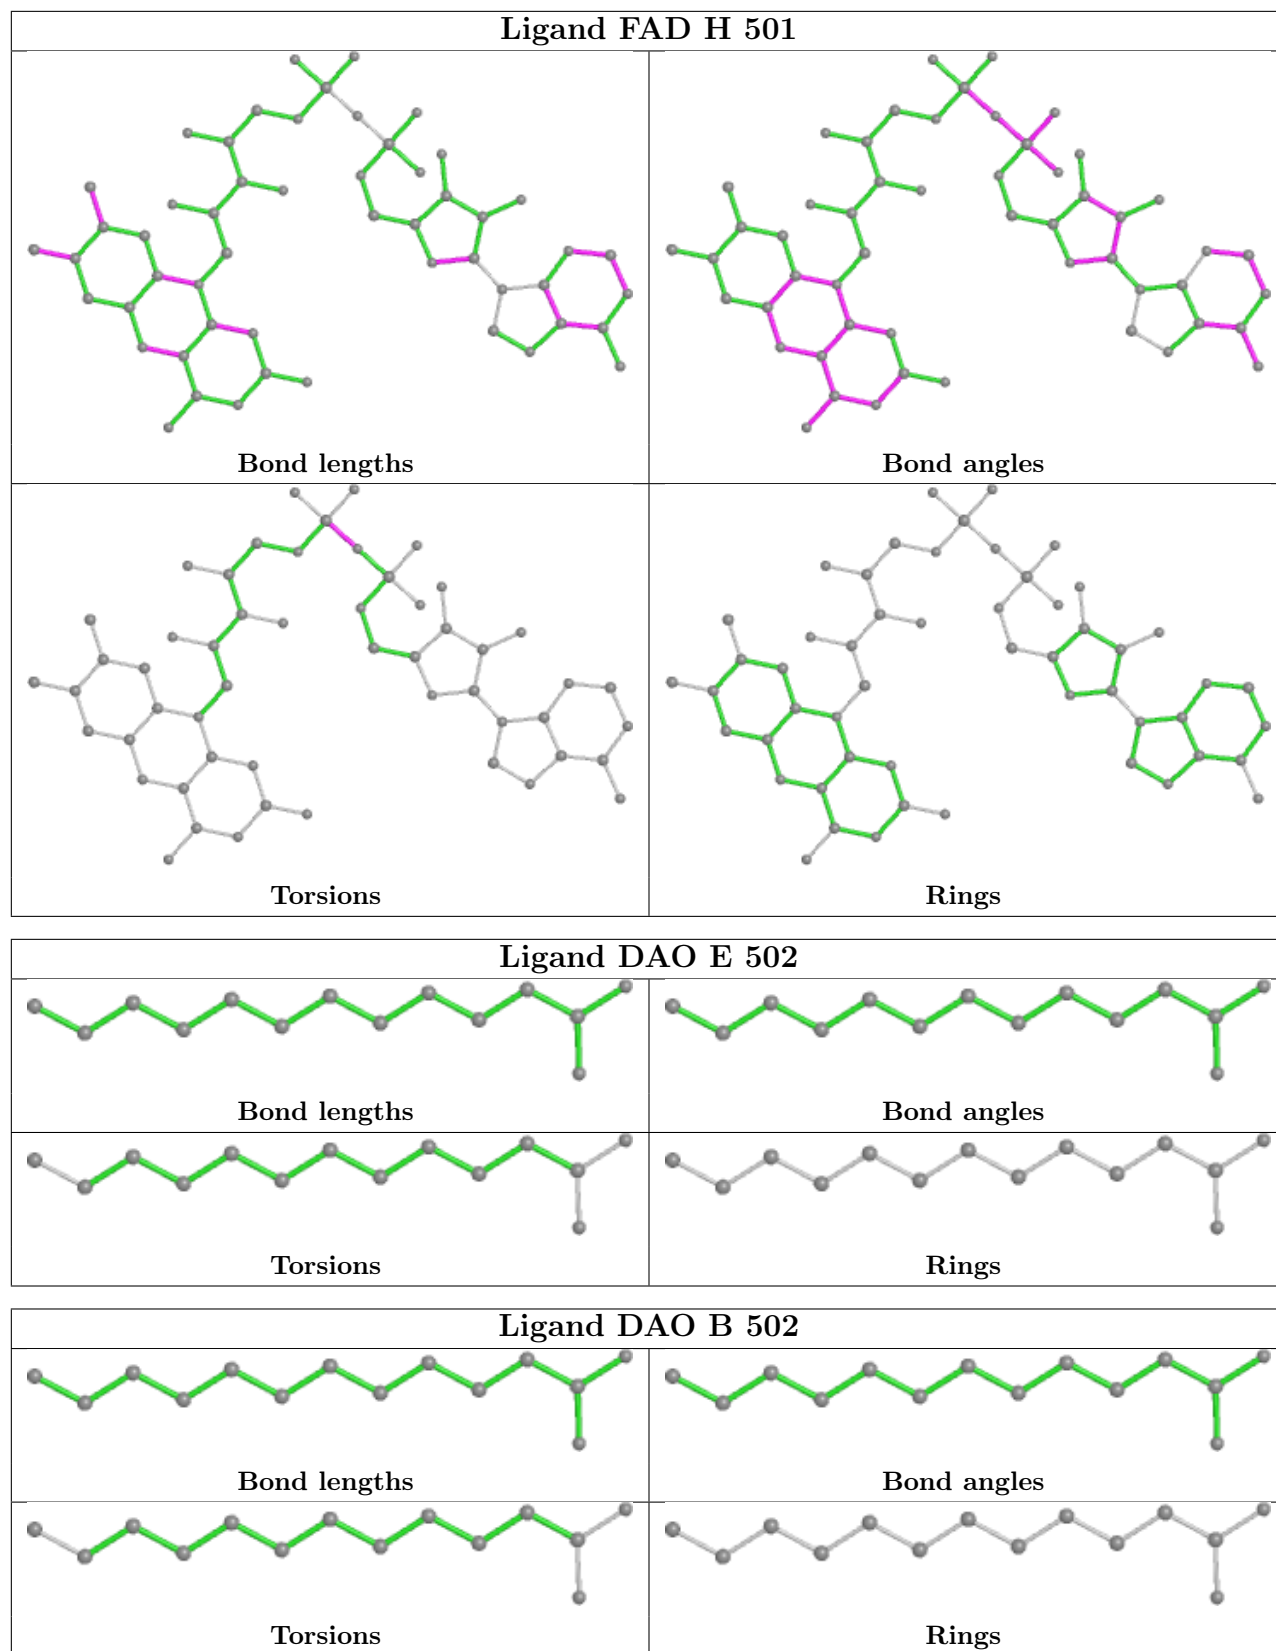 Ligand FAD H 501
Bond lengths
Bond angles
Torsions
Rings
Ligand DAO E 502
Bond lengths
Bond angles
Torsions
Rings
Ligand DAO B 502
Bond lengths
Bond angles
Torsions
Rings